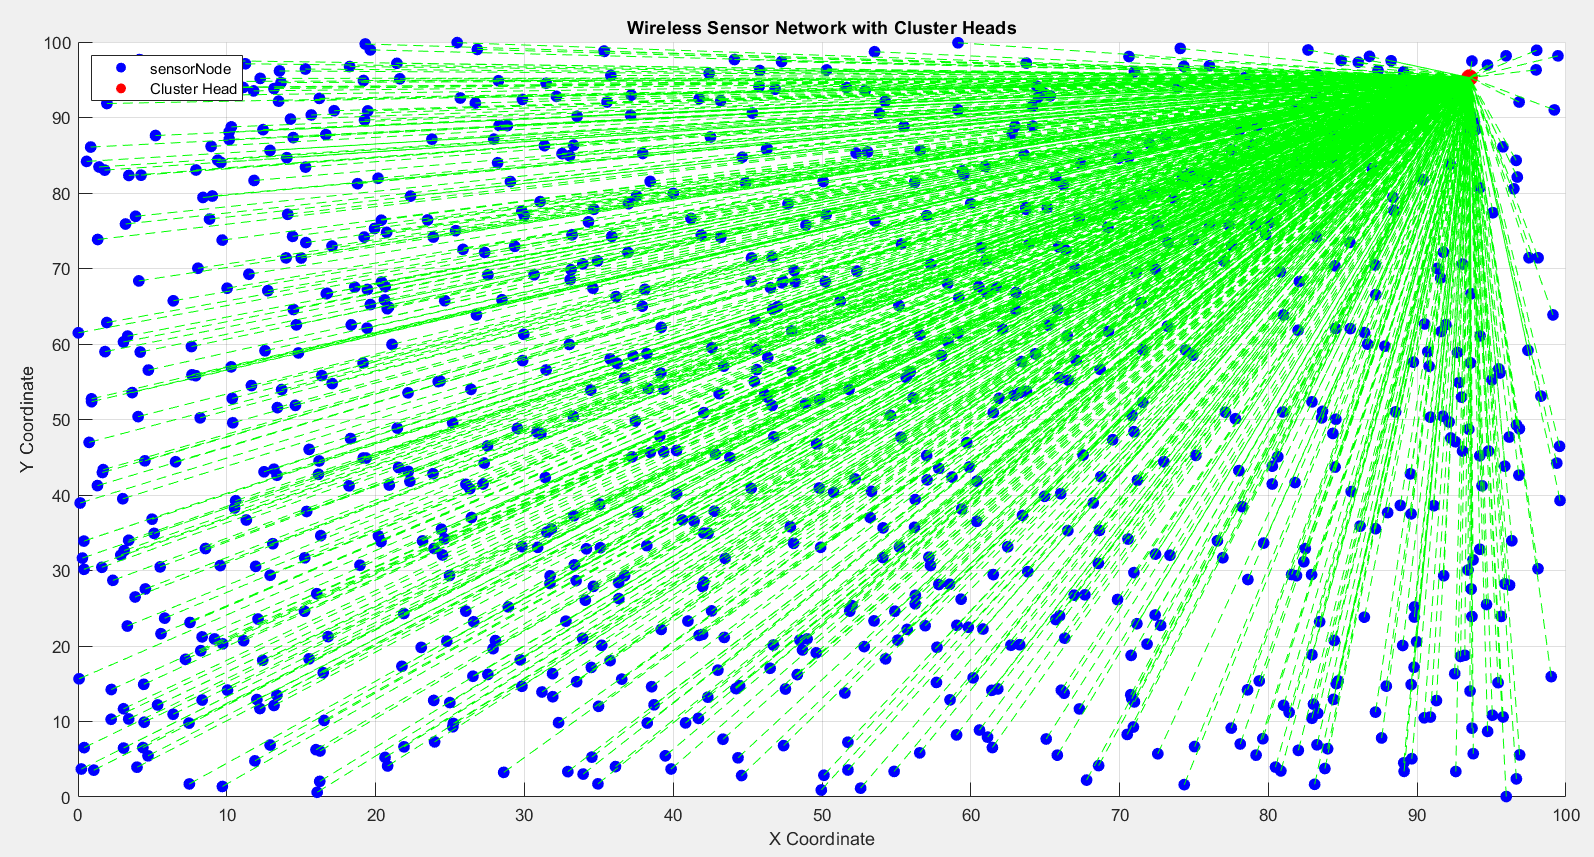 Wireless Sensor Network with Cluster Heads
sensorNode
Cluster Head
Y Coordinate
100
90
80
70
60
50
40
30
20
10
0
0 10 20 30 40 50 60 70 80 90 100
X Coordinate